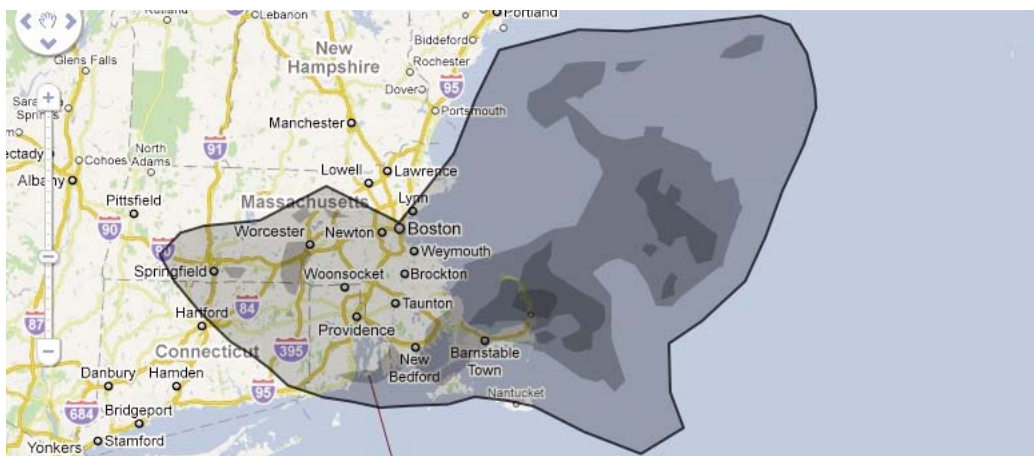 Rutland
Lebanon
Portland
Biddeford
New
Hampshire
Glens Falls
Rochester
Dover
95
Portsmouth
Manchester
91
North
Adams
Cohoes
Lowell
Lawrence
Albany
Pittsfield
Massachusetts
Lynn
90
Worcester
Newton
Boston
90
Weymouth
Springfield
Woonsocket
Brockton
84
Taunton
Hartford
87
Providence
Connecticut
395
New
Bedford
Barnstable
Town
Danbury
Hamden
95
Nantucket
684
Bridgeport
Yonkers
Stamford